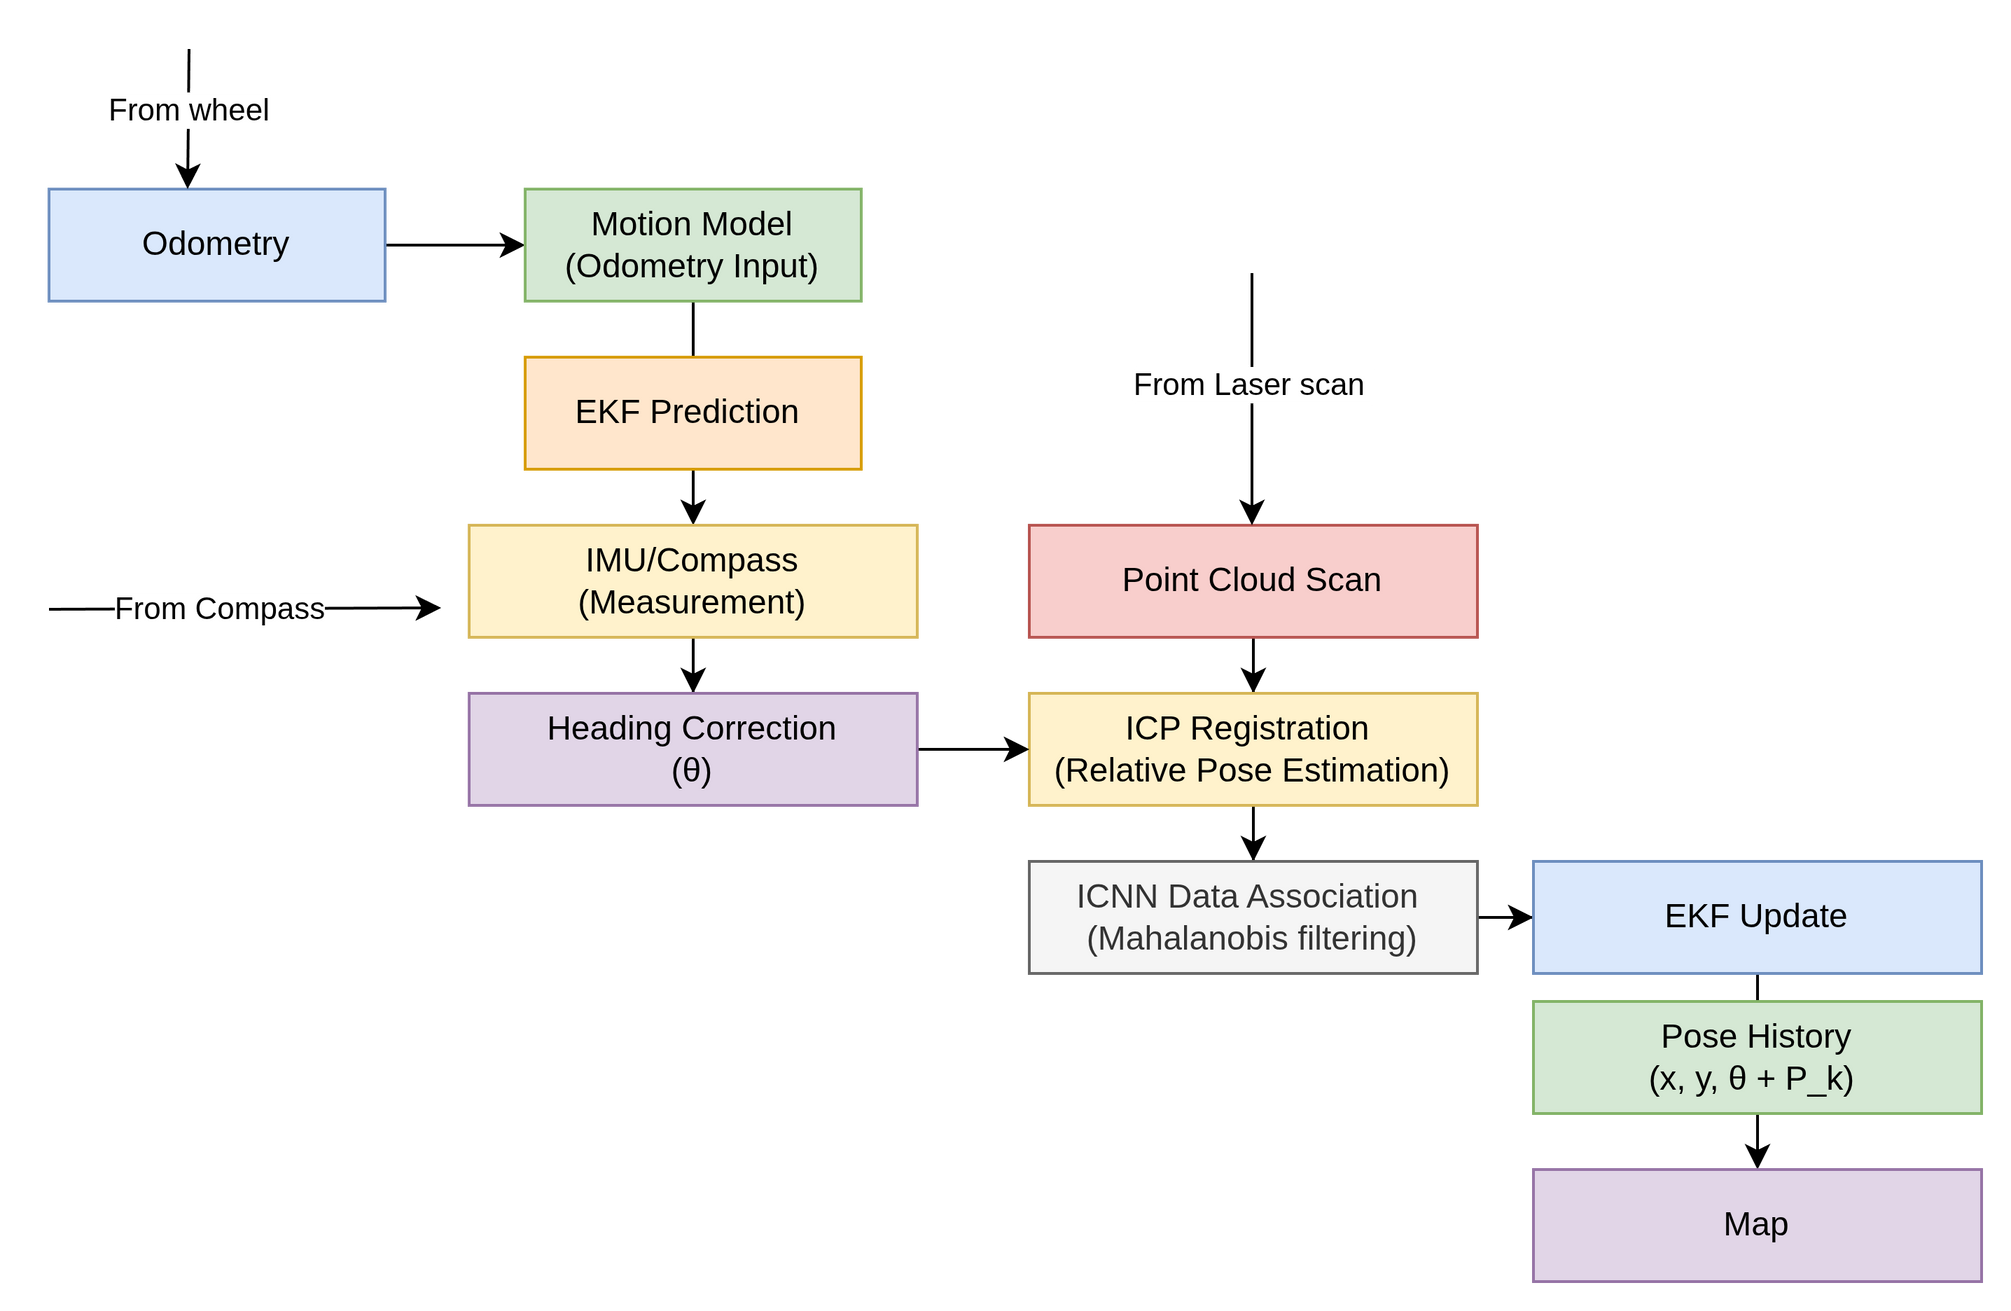 From wheel
Odometry
Motion Model
(Odometry Input)
EKF Prediction
From Laser scan
IMU/Compass
(Measurement)
Point Cloud Scan
From Compass
Heading Correction
(θ)
ICP Registration
(Relative Pose Estimation)
ICNN Data Association
(Mahalanobis filtering)
EKF Update
Pose History
(x, y, θ + P_k)
Map